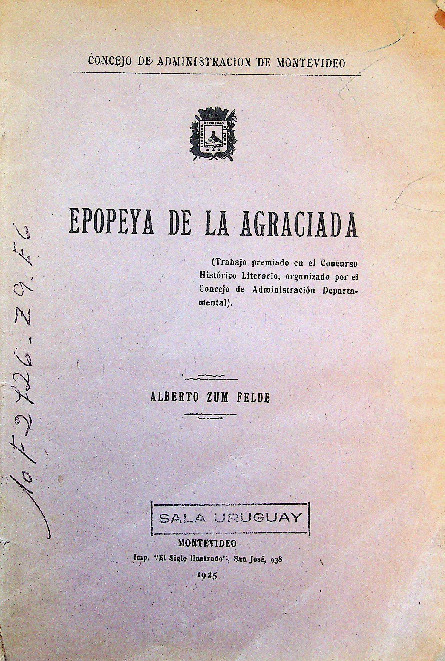 CONCEJO DE ADMINISTRACION DE MONTEVIDEO
EPOPEYA DE LA AGRACIADA
(Trabajo premiado en el Concurso
Histórico Literario, organizado por el
Concejo de Administración Departa-
mental).
ALBERTO ZUM FELDE
SALA URUGUAY
MONTEVIDEO
Imp. "El Siglo Ilustrado", San José, 938
1925